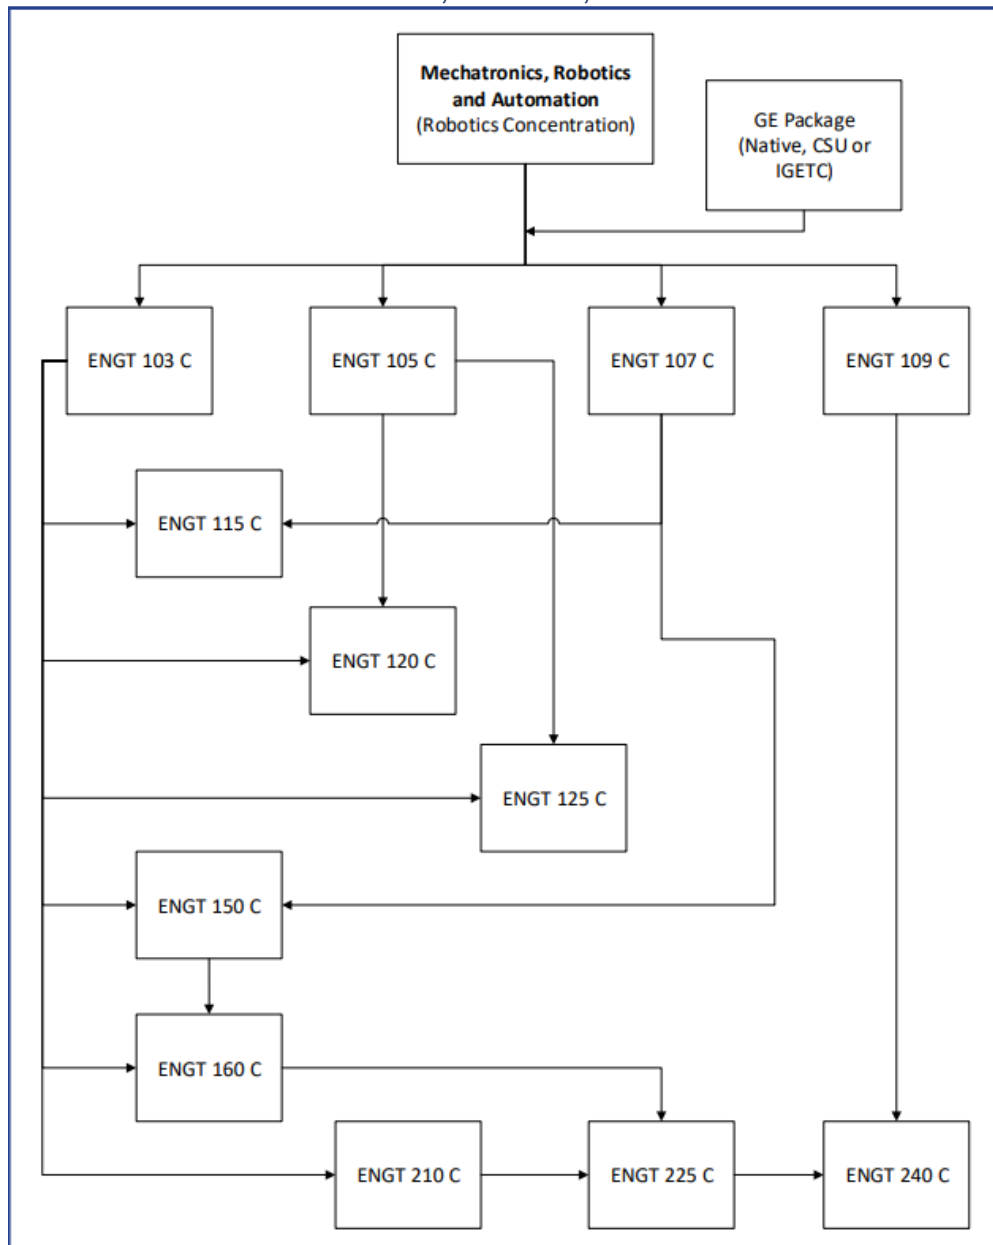 Mechatronics, Robotics
and Automation
(Robotics Concentration)
GE Package
(Native, CSU or
IGETC)
ENGT 103 C
ENGT 105 C
ENGT 107 C
ENGT 109 C
ENGT 115 C
ENGT 120 C
ENGT 125 C
ENGT 150 C
ENGT 160 C
ENGT 210 C
ENGT 225 C
ENGT 240 C